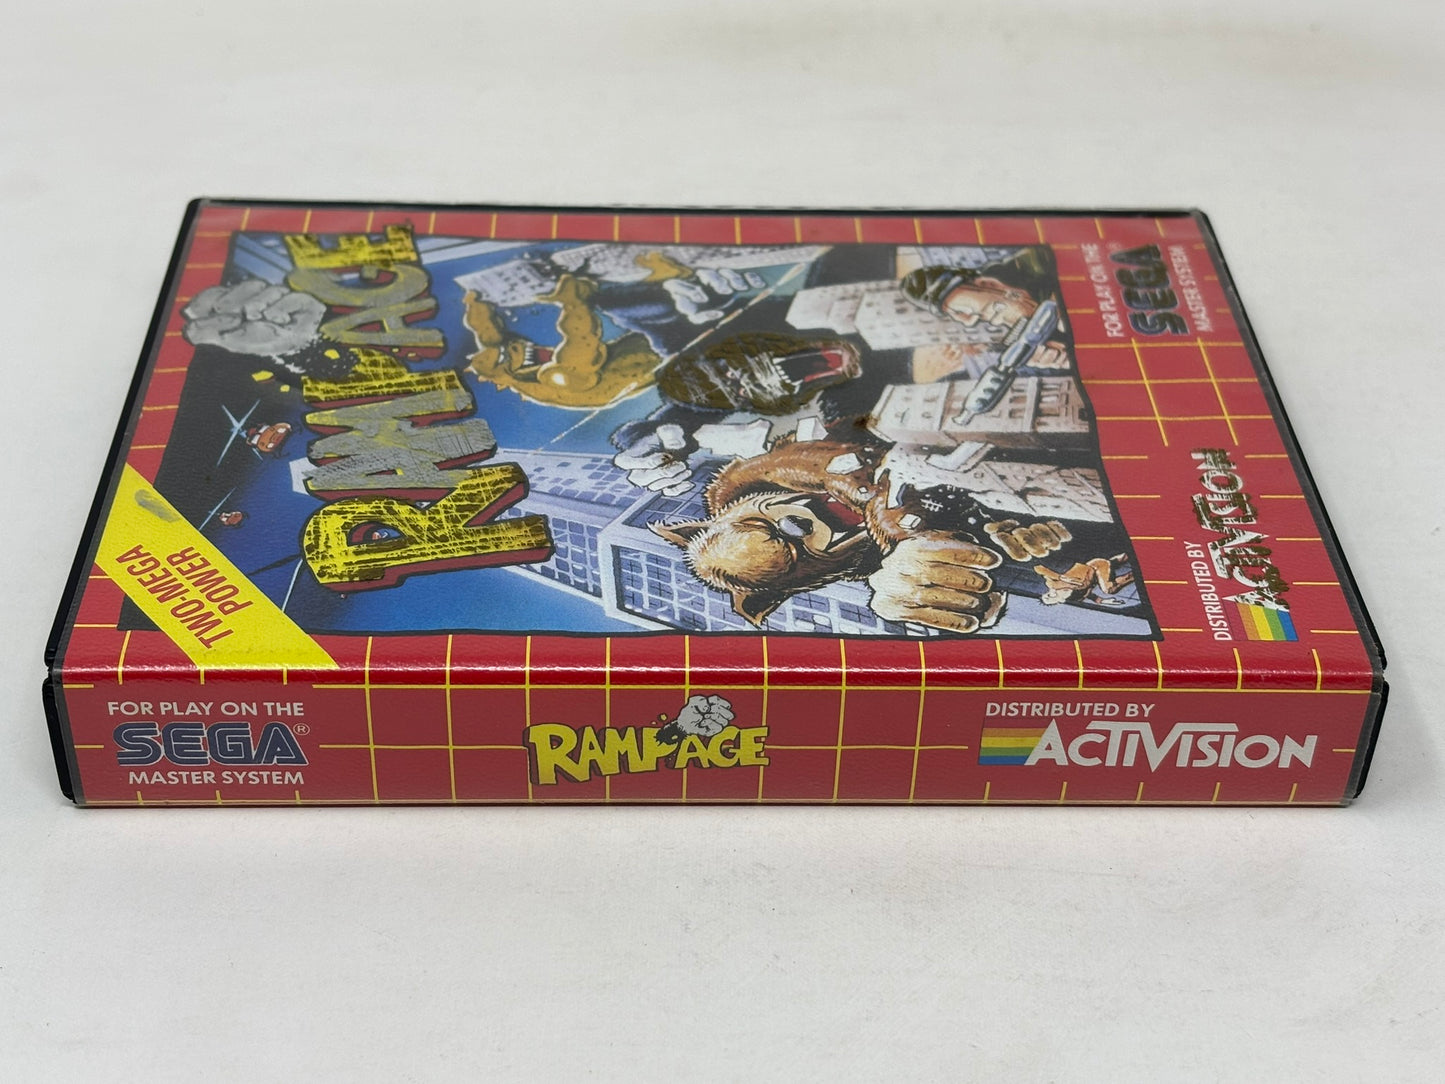 RAMPAGE
TWO-MEGA
POWER
FOR PLAY ON THE
SEGA®
MASTER SYSTEM
DISTRIBUTED BY
ACTIVISION
FOR PLAY ON THE
SEGA®
MASTER SYSTEM
RAMPAGE
DISTRIBUTED BY
ACTIVISION